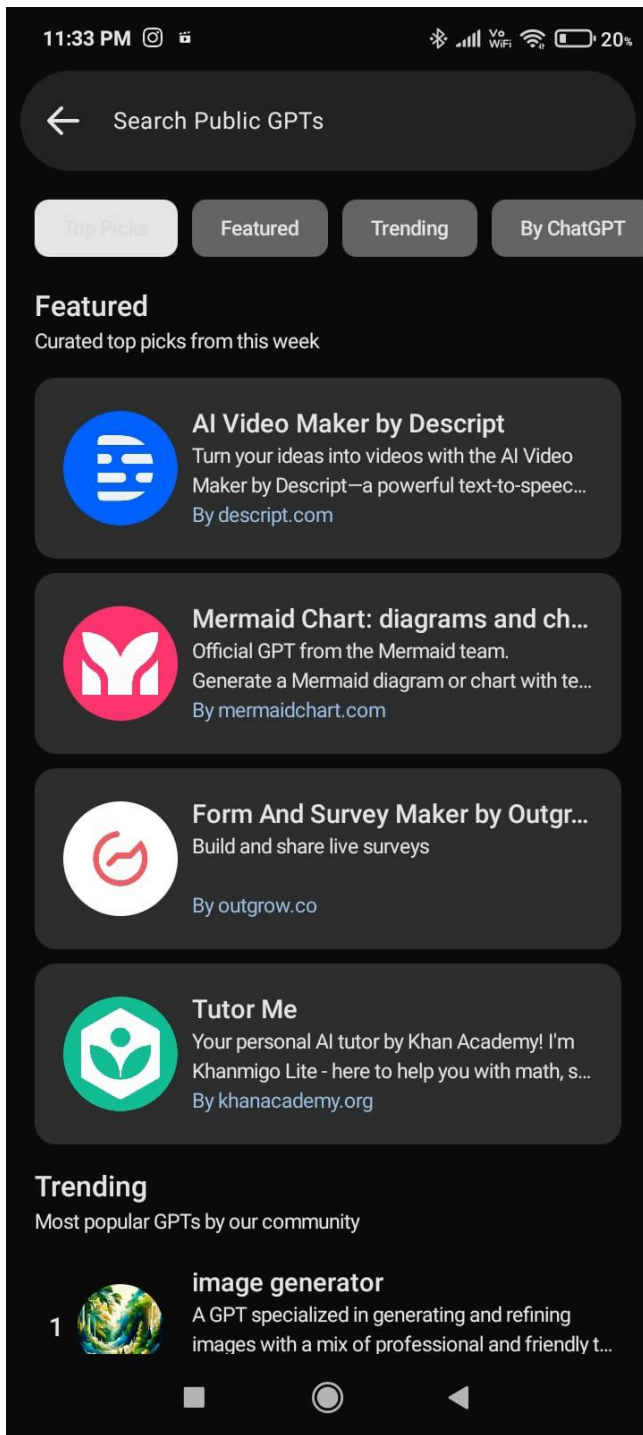 11:33 PM
Vo
WiFi
20%
Search Public GPTs
Top Picks Featured Trending By ChatGPT
Featured
Curated top picks from this week
AI Video Maker by Descript
Turn your ideas into videos with the AI Video
Maker by Descript—a powerful text-to-speec...
By descript.com
Mermaid Chart: diagrams and ch...
Official GPT from the Mermaid team.
Generate a Mermaid diagram or chart with te...
By mermaidchart.com
Form And Survey Maker by Outgr...
Build and share live surveys
By outgrow.co
Tutor Me
Your personal AI tutor by Khan Academy! I'm
Khanmigo Lite - here to help you with math, s...
By khanacademy.org
Trending
Most popular GPTs by our community
1
image generator
A GPT specialized in generating and refining
images with a mix of professional and friendly t...